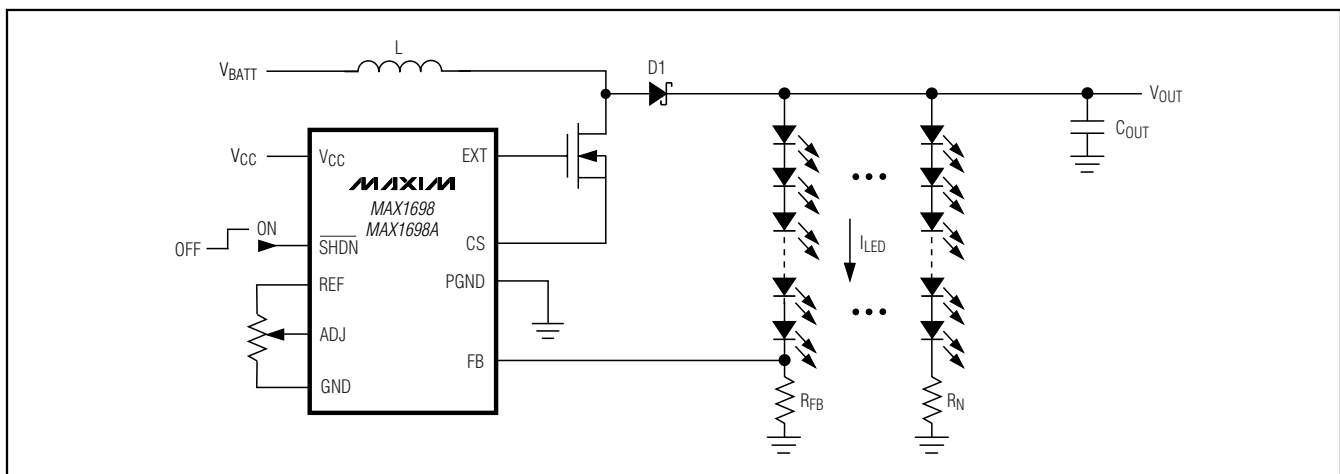 L
VBATT
D1
VOUT
COUT
VCC
VCC
EXT
MAXIM
MAX1698
MAX1698A
ON
OFF
SHDN
CS
ILED
REF
PGND
ADJ
FB
GND
RFB
RN